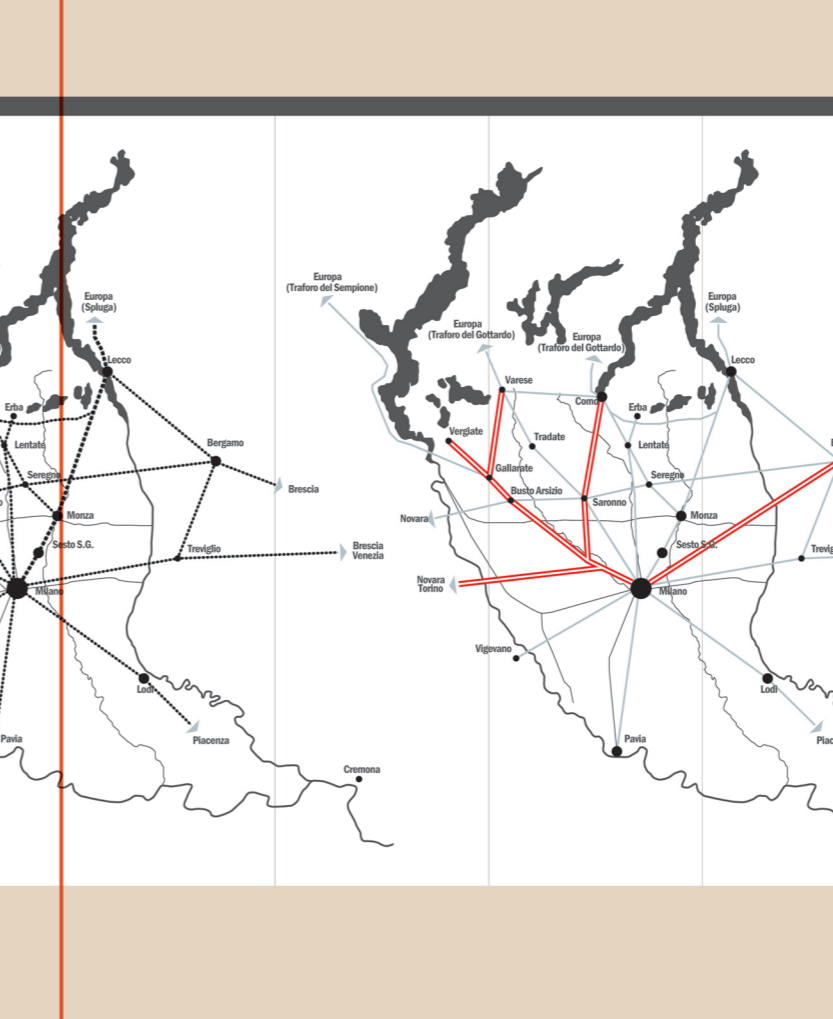 Europa
(Spluga)
Lecco
Erba
Lentate
Bergamo
Seregno
Brescia
Monza
Sesto S.G.
Treviglio
Brescia
Venezia
Milano
Lodi
Pavia
Piacenza
Cremona
Europa
(Traforo del Sempione)
Europa
(Traforo del Gottardo)
Europa
(Traforo del Gottardo)
Europa
(Spluga)
Lecco
Varese
Como
Erba
Vergiate
Tradate
Lentate
Gallarate
Seregno
Busto Arsizio
Saronno
Novara
Monza
Sesto S.G.
Trevig
Novara
Torino
Milano
Vigevano
Lodi
Pavia
Piac